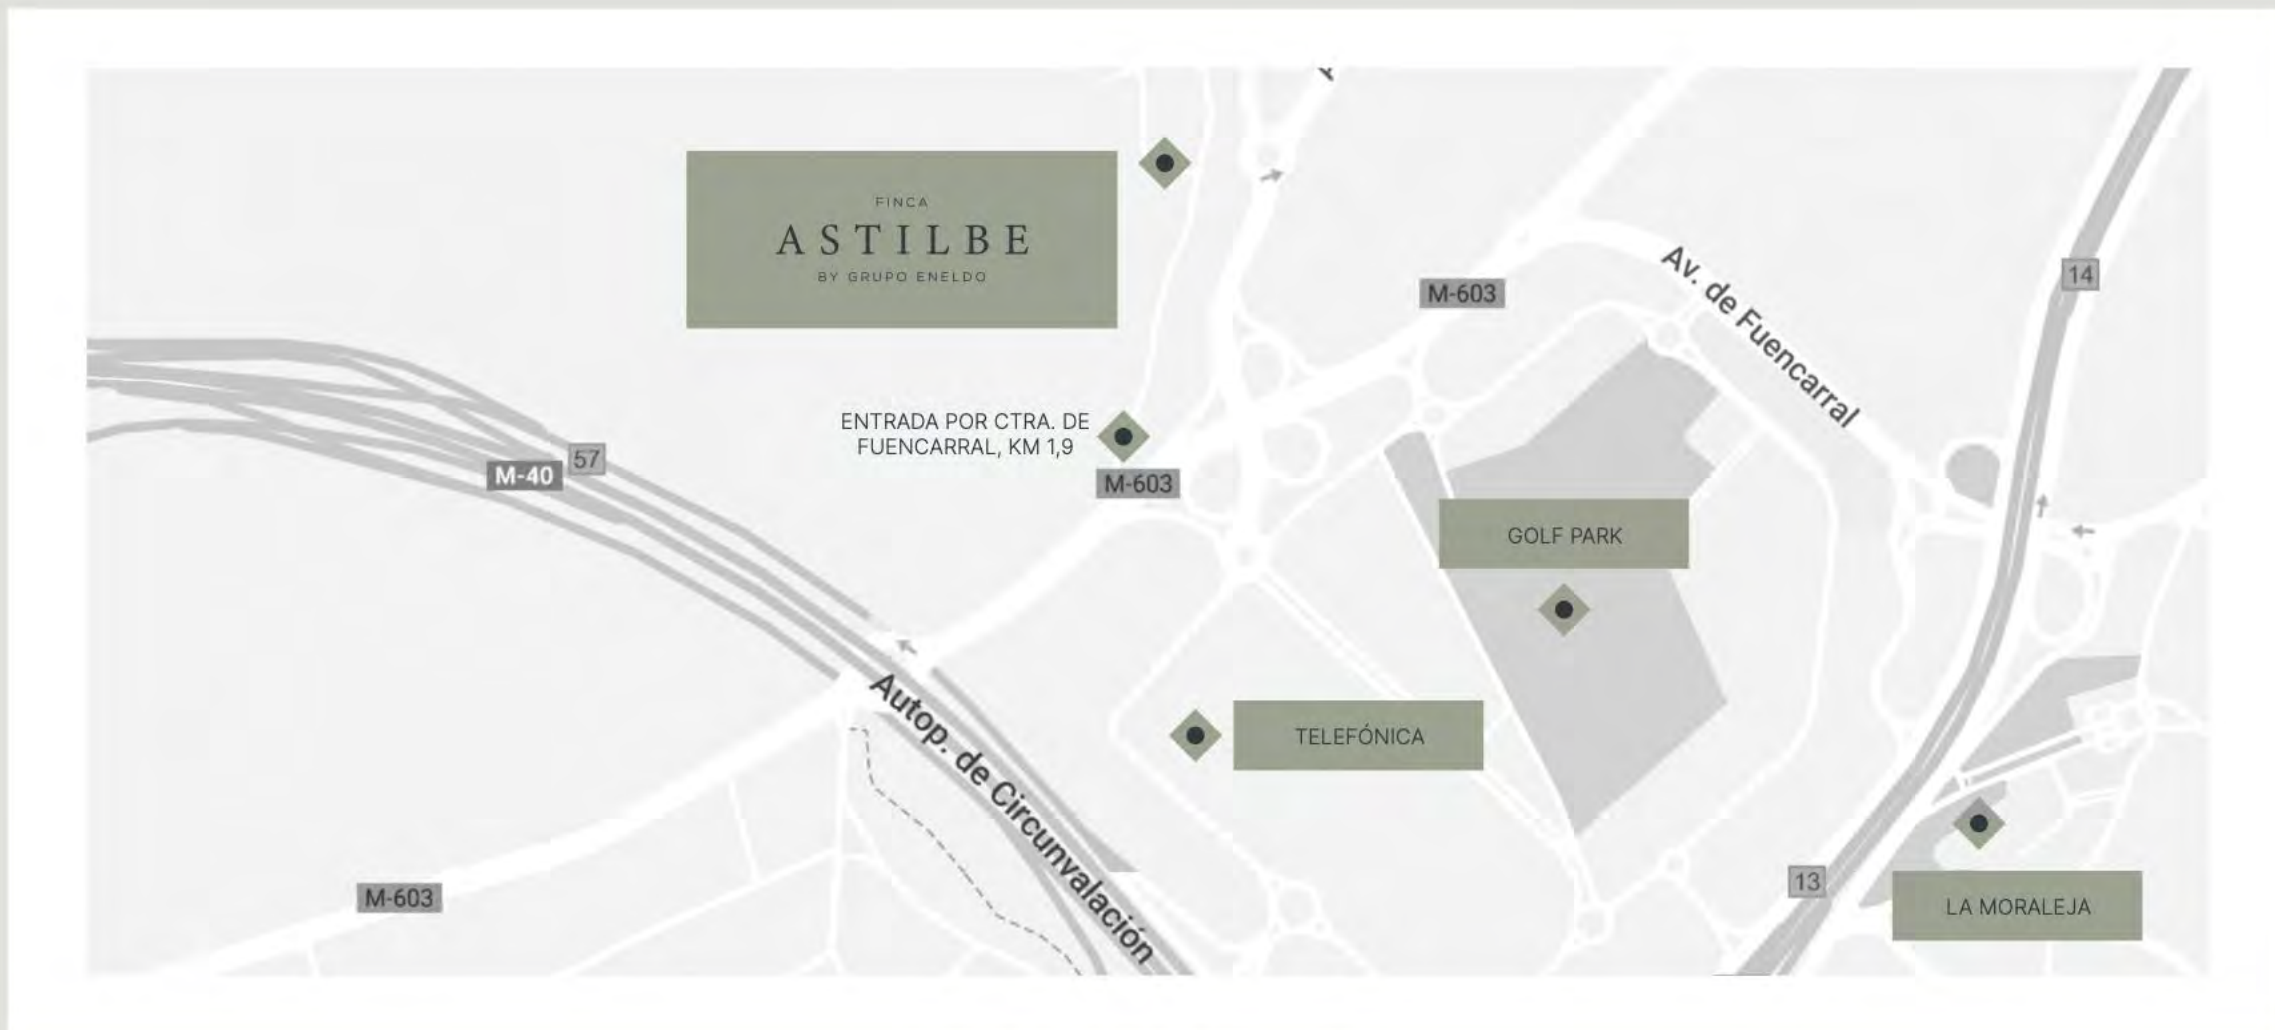 FINCA
ASTILBE
BY GRUPO ENELDO
M-603
Av. de Fuencarral
14
ENTRADA POR CTRA. DE
FUENCARRAL, KM 1,9
M-603
57
M-40
GOLF PARK
TELEFÓNICA
Autop. de Circunvalación
M-603
13
LA MORALEJA